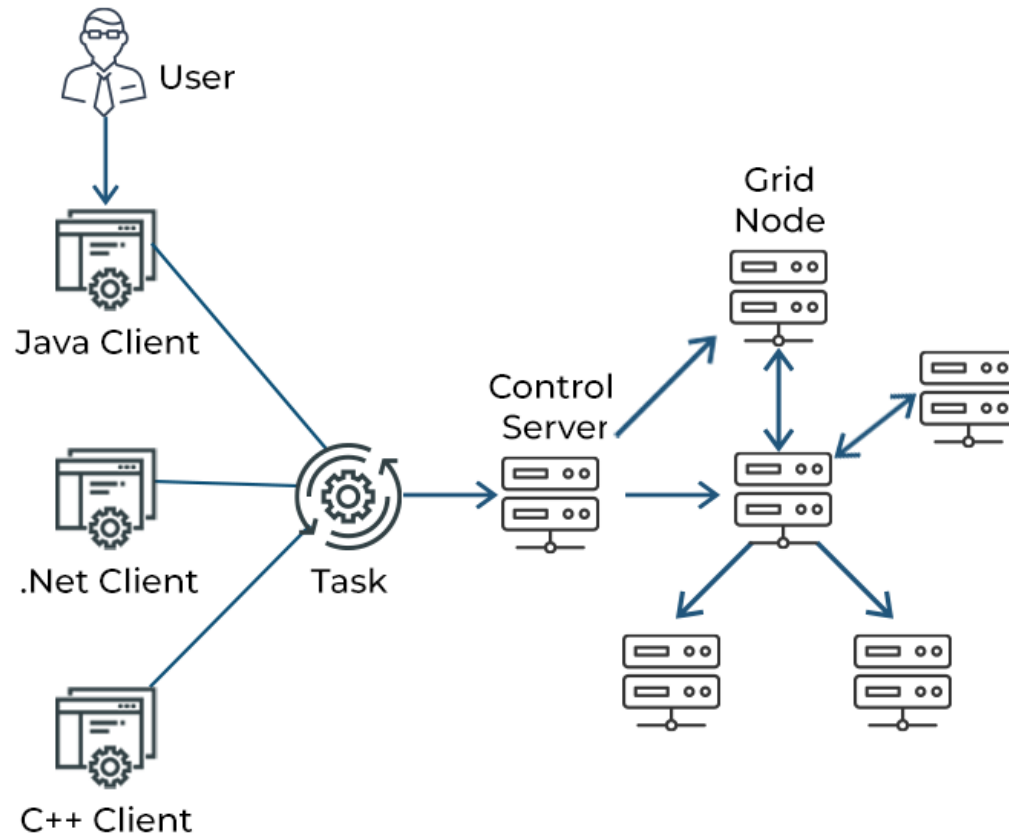 User
Java Client
.Net Client
C++ Client
Task
Control
Server
Grid
Node